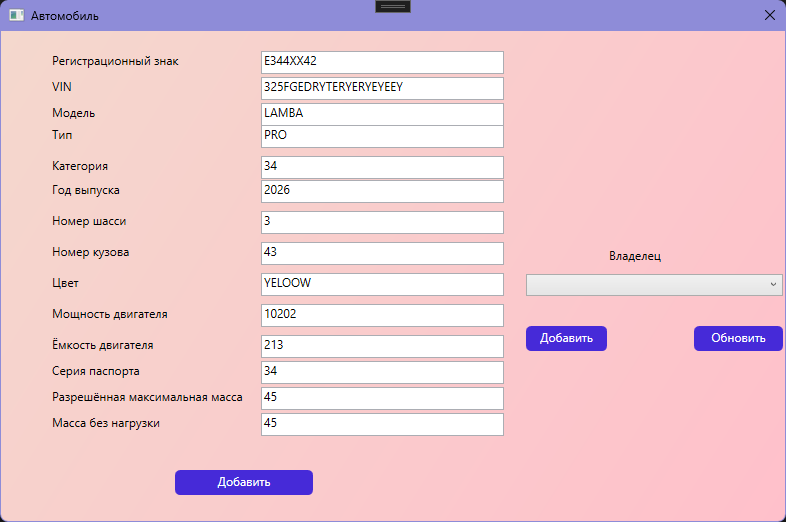 Автомобиль
Регистрационный знак E344XX42
VIN 325FGEDRYTERYERYEYEEY
Модель LAMBA
Тип PRO
Категория 34
Год выпуска 2026
Номер шасси 3
Номер кузова 43
Владелец
Цвет YELOOW
Мощность двигателя 10202
Ёмкость двигателя 213
Добавить Обновить
Серия паспорта 34
Разрешённая максимальная масса 45
Масса без нагрузки 45
Добавить